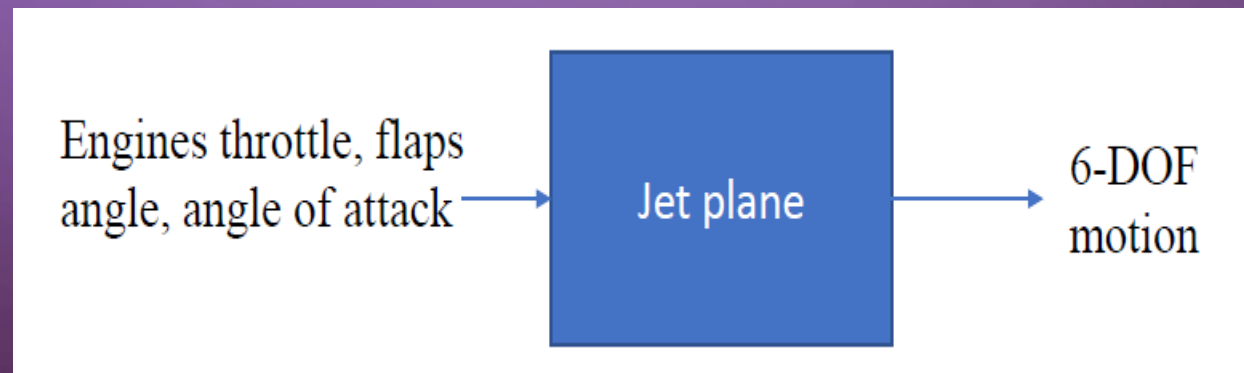 Engines throttle, flaps
angle, angle of attack
Jet plane
6-DOF
motion